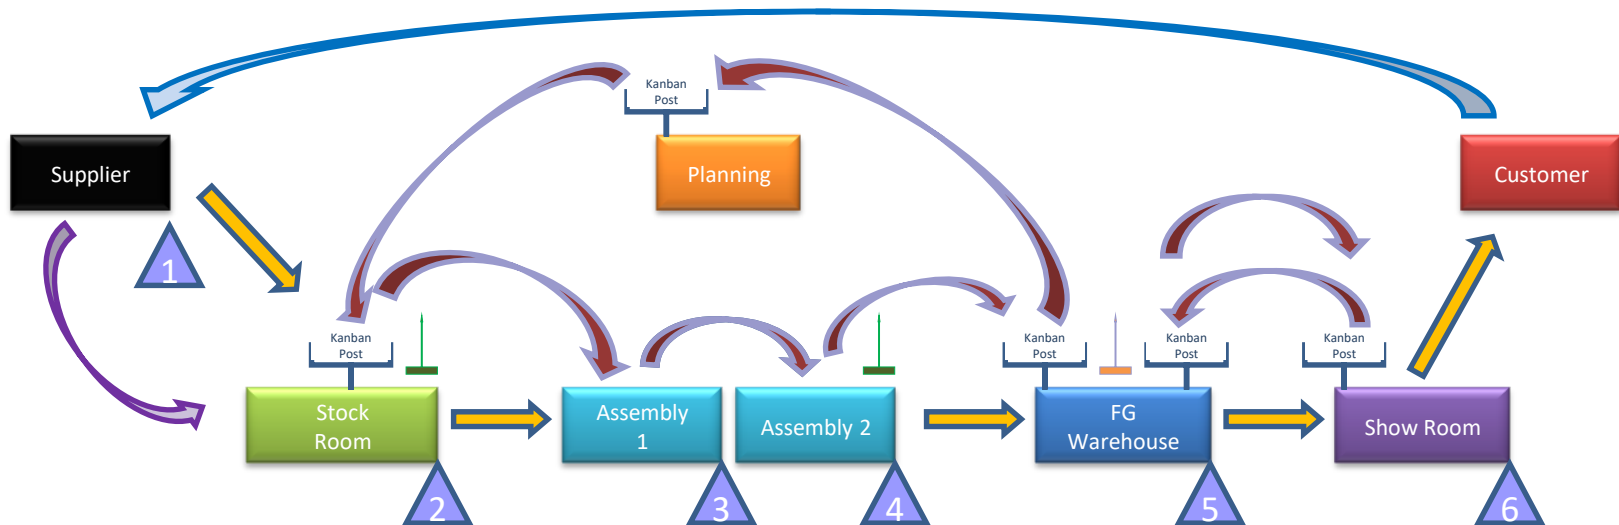 Kanban
Post
Supplier
Planning
Customer
1
Kanban
Post
Kanban
Post
Kanban
Post
Kanban
Post
Stock
Room
Assembly
1
Assembly 2
FG
Warehouse
Show Room
2
3
4
5
6